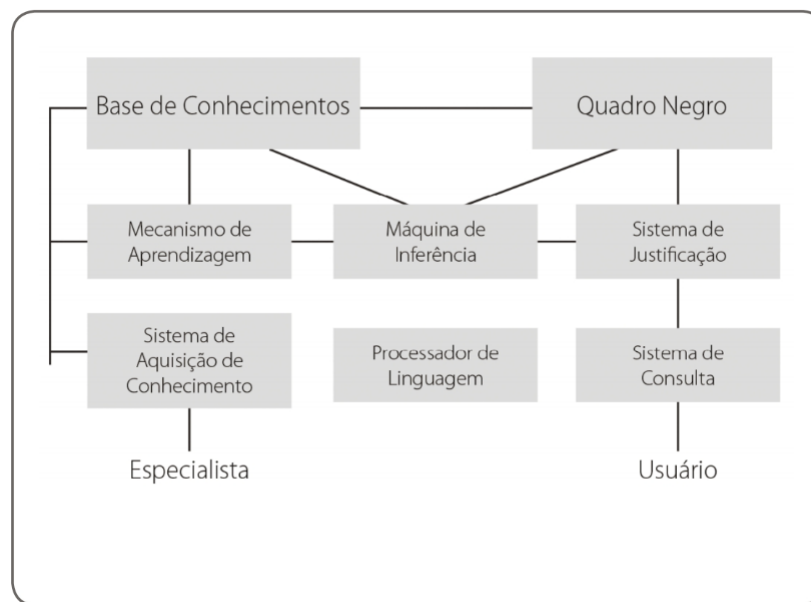 Base de Conhecimentos
Quadro Negro
Mecanismo de
Aprendizagem
Máquina de
Inferência
Sistema de
Justificação
Sistema de
Aquisição de
Conhecimento
Processador de
Linguagem
Sistema de
Consulta
Especialista
Usuário